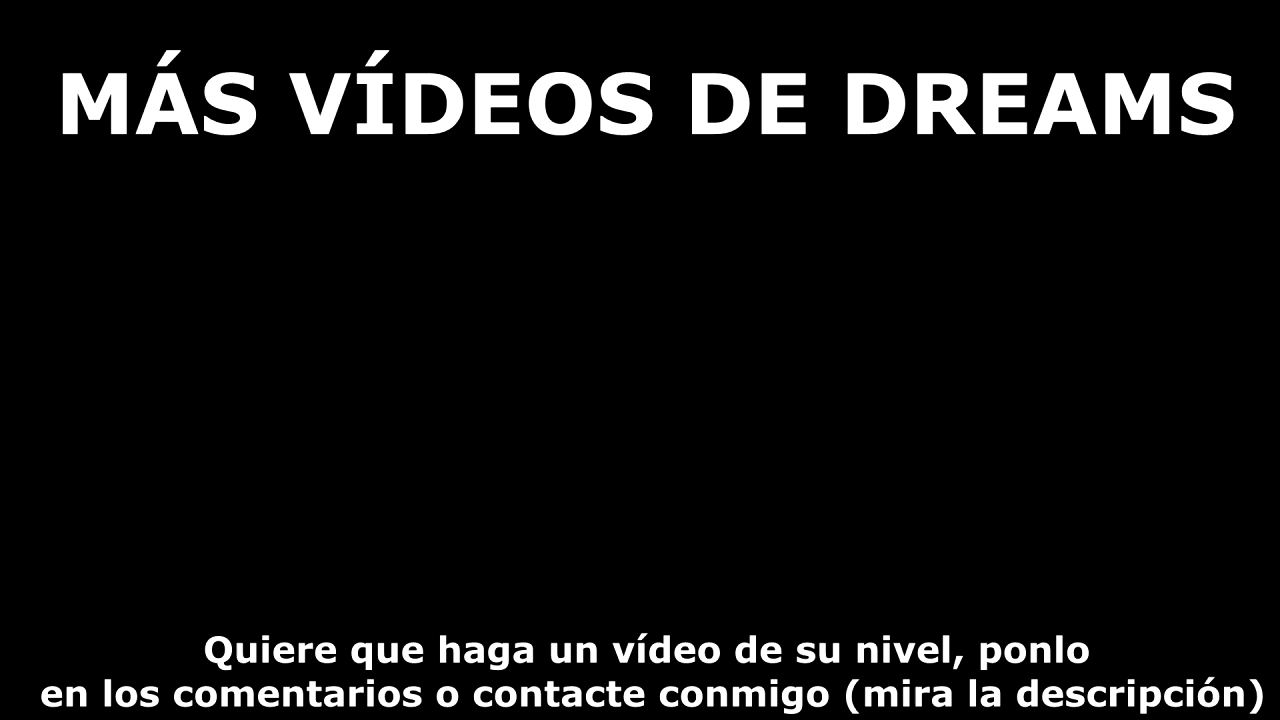 MÁS VÍDEOS DE DREAMS
Quiere que haga un vídeo de su nivel, ponlo
en los comentarios o contacte conmigo (mira la descripción)